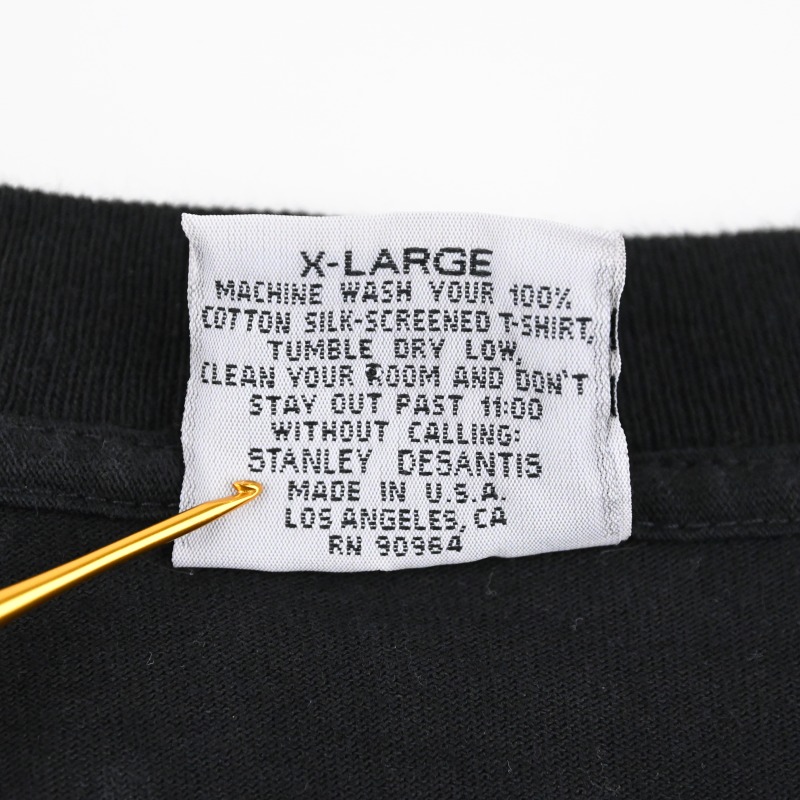 X-LARGE
MACHINE WASH YOUR 100%
COTTON SILK-SCREENED T-SHIRT,
TUMBLE DRY LOW,
CLEAN YOUR ROOM AND DON'T
STAY OUT PAST 11:00
WITHOUT CALLING:
STANLEY DESANTIS
MADE IN U.S.A.
LOS ANGELES, CA
RN 90964